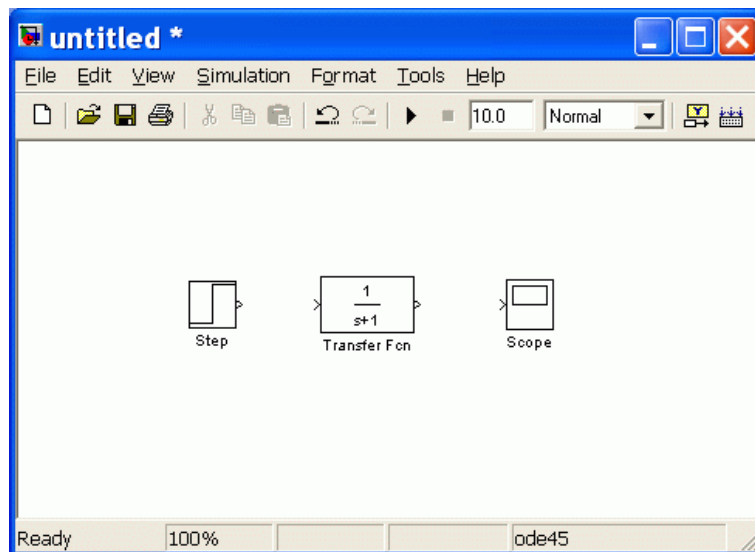 untitled *
File Edit View Simulation Format Tools Help
10.0 Normal
1
s+1
Step
Transfer Fcn
Scope
Ready 100% ode45